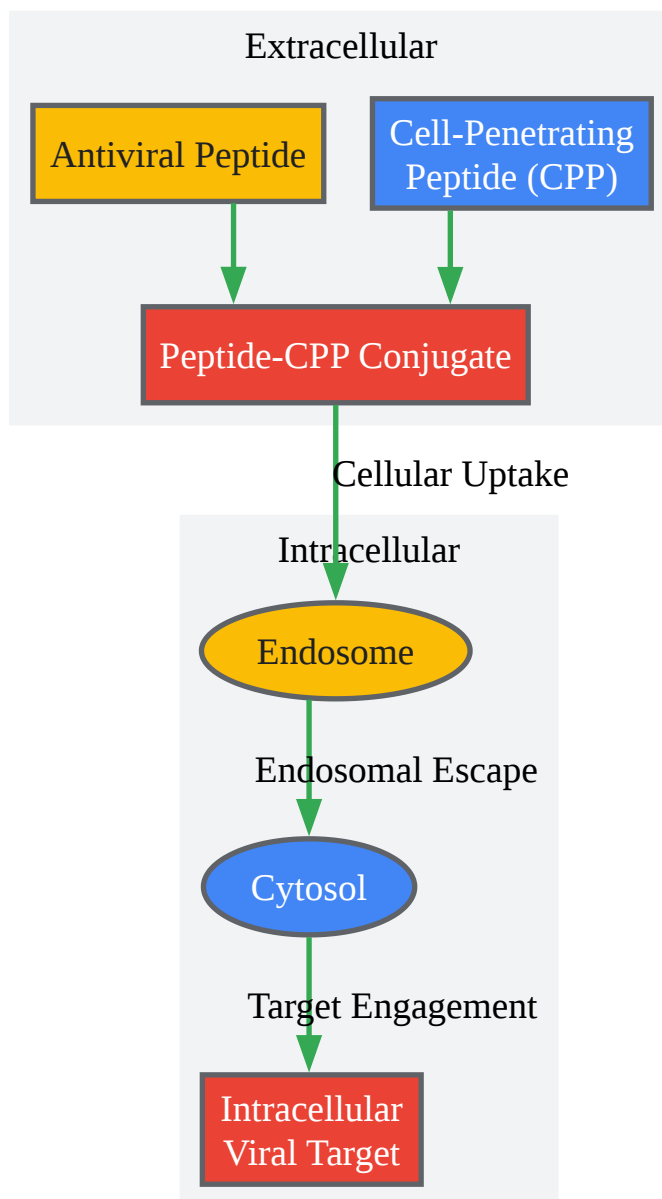 Extracellular
Antiviral Peptide
Cell-Penetrating
Peptide (CPP)
Peptide-CPP Conjugate
Cellular Uptake
Intracellular
Endosome
Endosomal Escape
Cytosol
Target Engagement
Intracellular
Viral Target